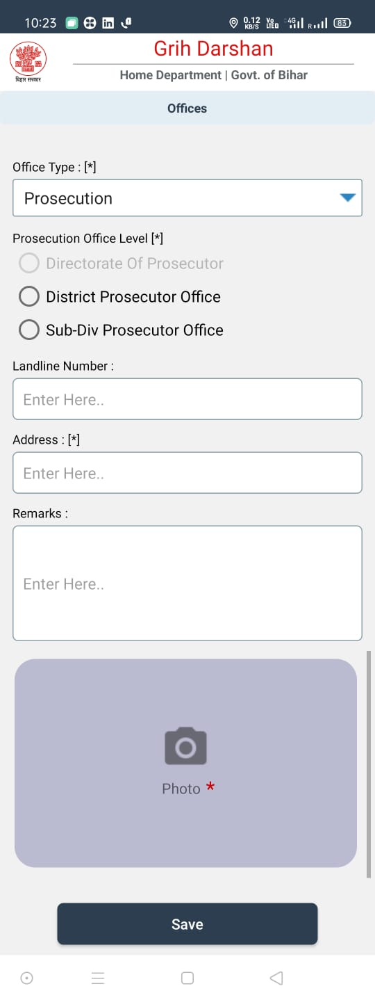 10:23 0.12 KB/S Vo LTED 4G R 83
Grih Darshan
बिहार सरकार
Home Department | Govt. of Bihar
Offices
Office Type : [*]
Prosecution
Prosecution Office Level [*]
Directorate Of Prosecutor
District Prosecutor Office
Sub-Div Prosecutor Office
Landline Number :
Enter Here..
Address : [*]
Enter Here..
Remarks :
Enter Here..
Photo *
Save